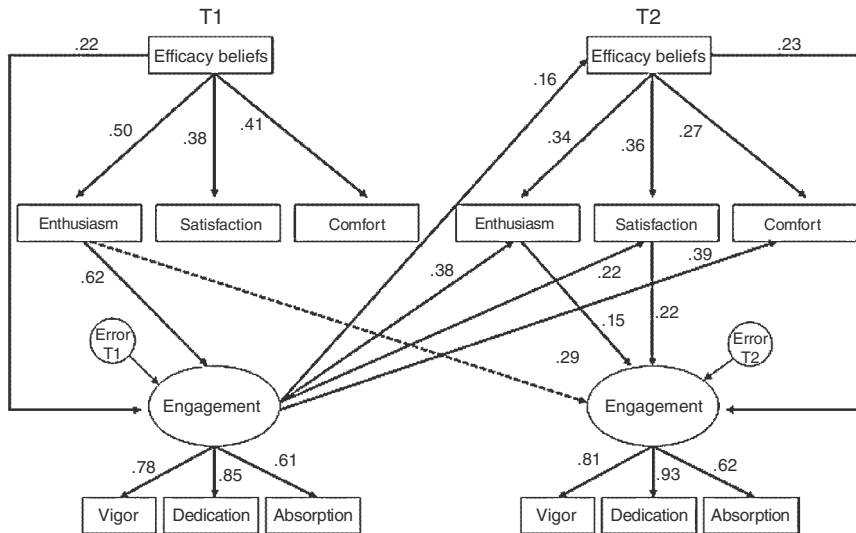 T1
T2
.22
Efficacy beliefs
.16
Efficacy beliefs
.23
.50
.38
.41
.34
.36
.27
Enthusiasm
Satisfaction
Comfort
Enthusiasm
Satisfaction
Comfort
.62
.38
.22
.39
.15
.22
Error
T1
.29
Error
T2
Engagement
Engagement
.78
.85
.61
.81
.93
.62
Vigor
Dedication
Absorption
Vigor
Dedication
Absorption